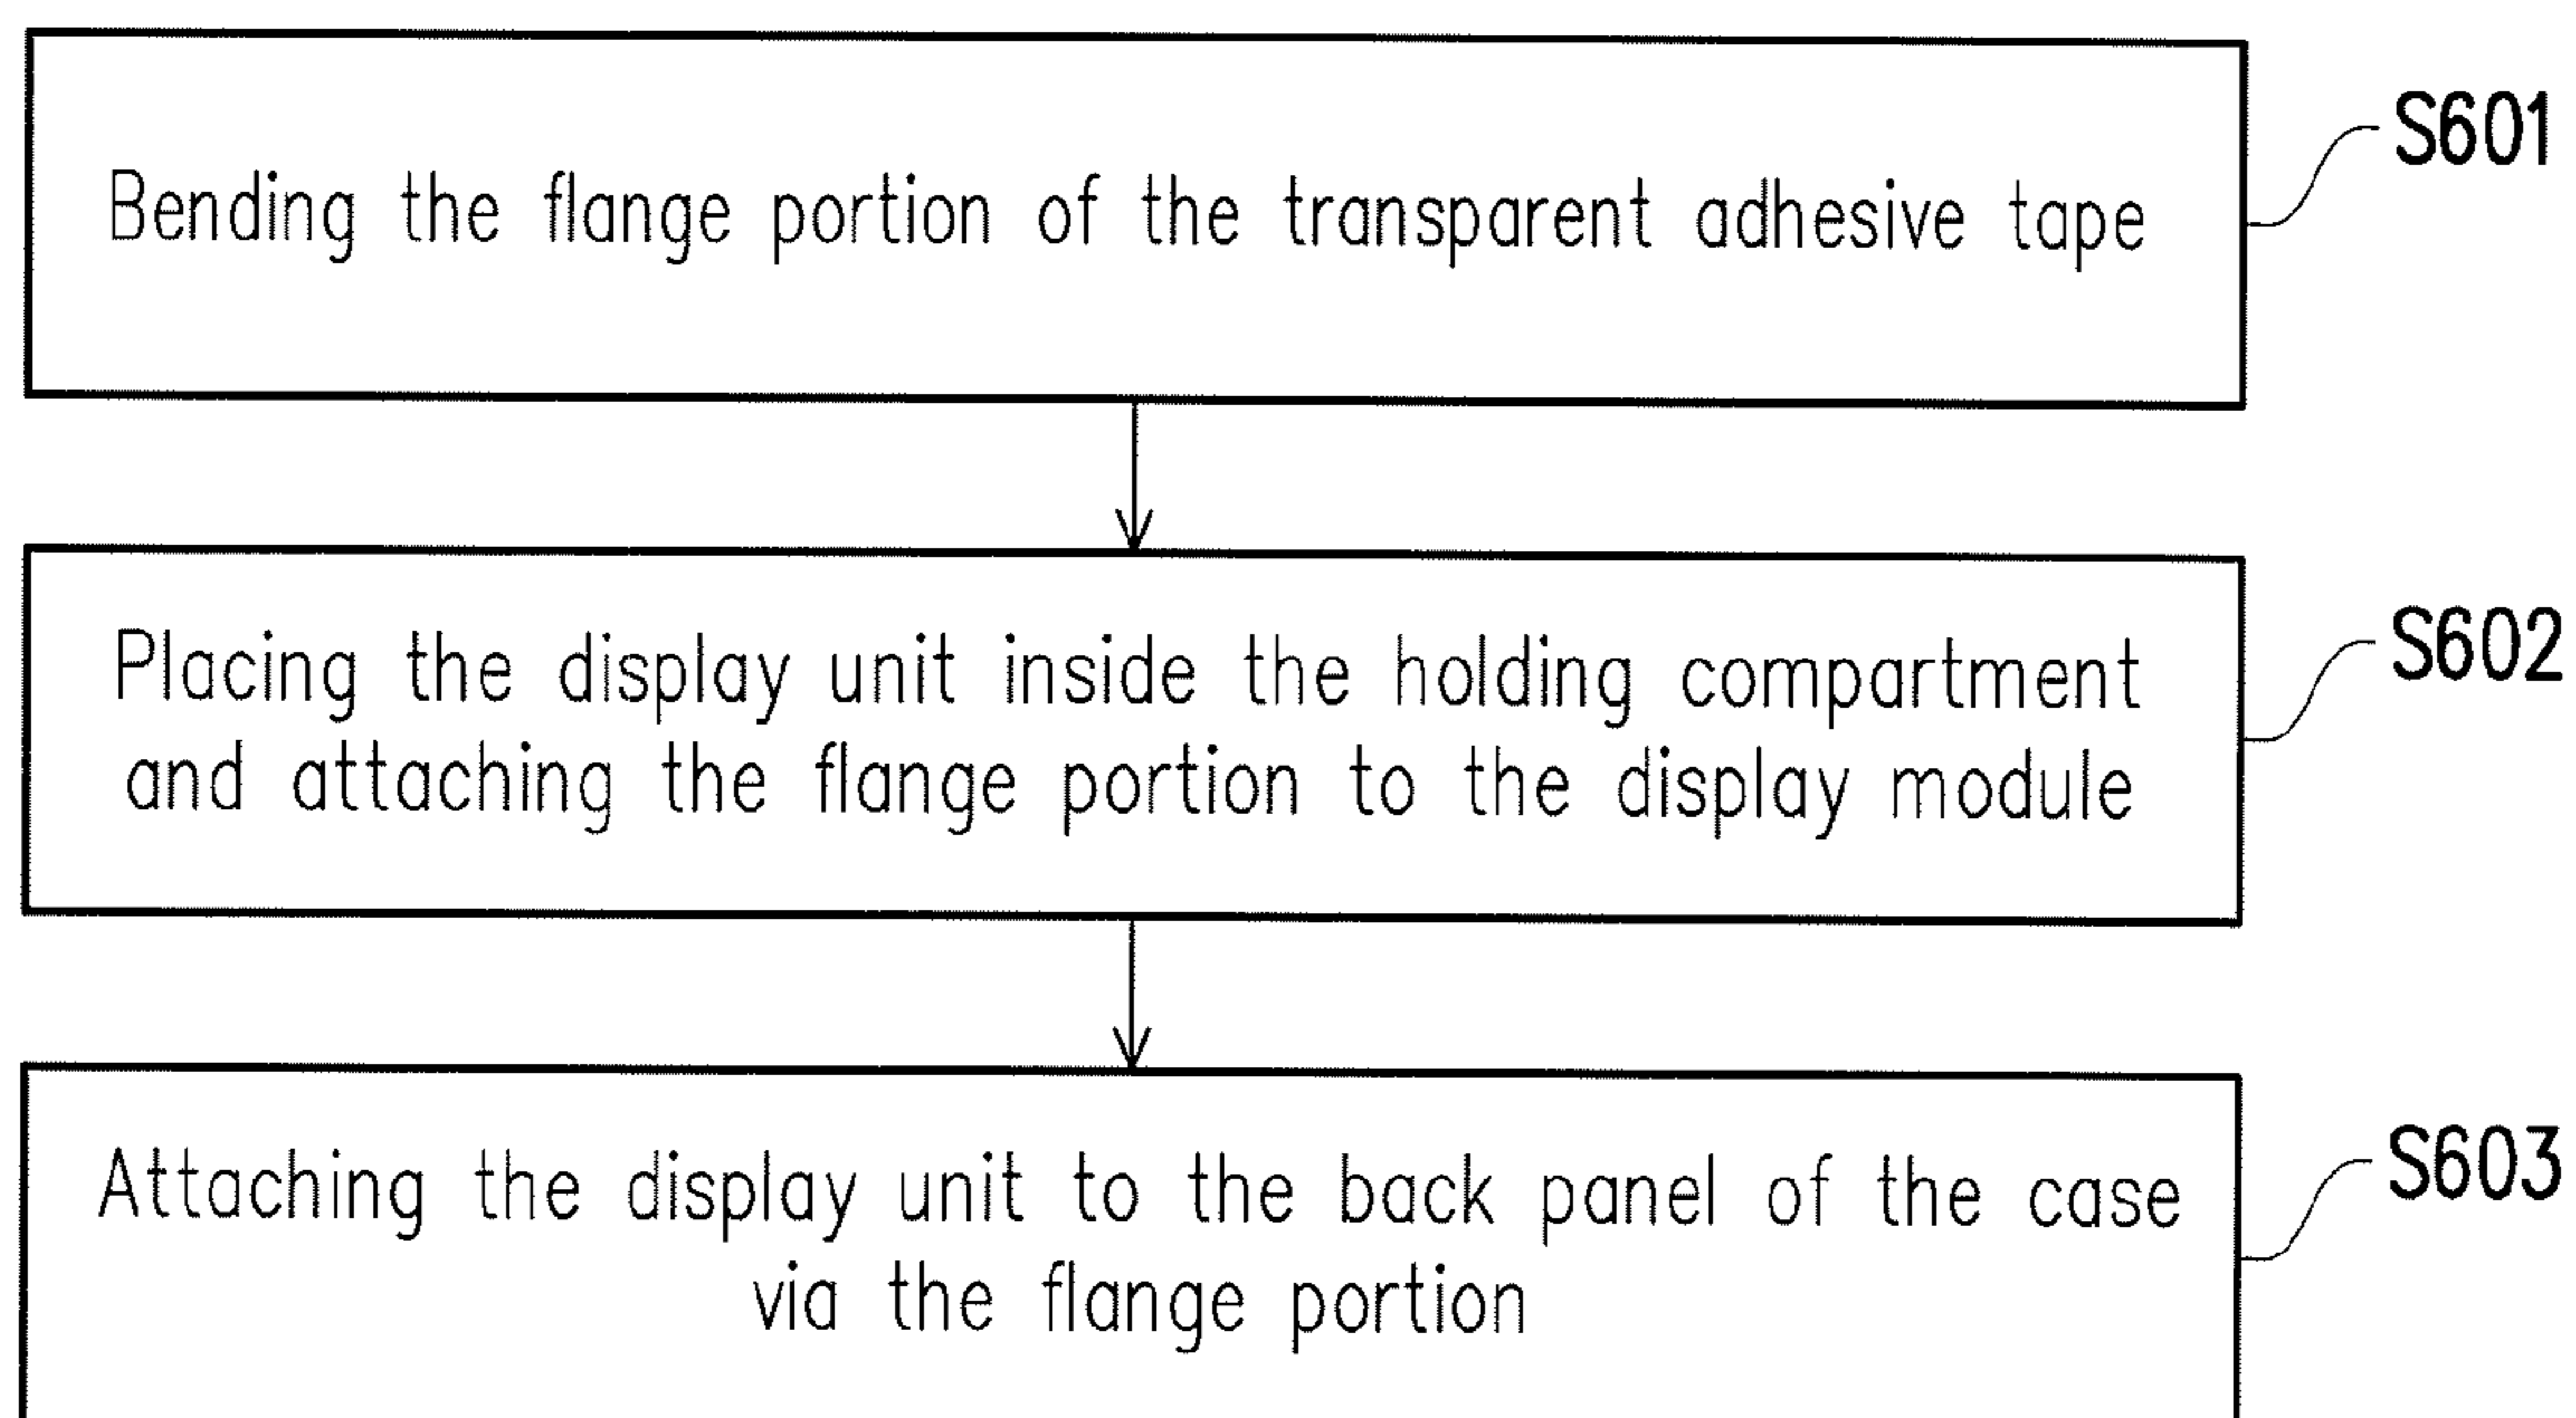 Bending the flange portion of the transparent adhesive tape
S601
Placing the display unit inside the holding compartment
and attaching the flange portion to the display module
S602
Attaching the display unit to the back panel of the case
via the flange portion
S603